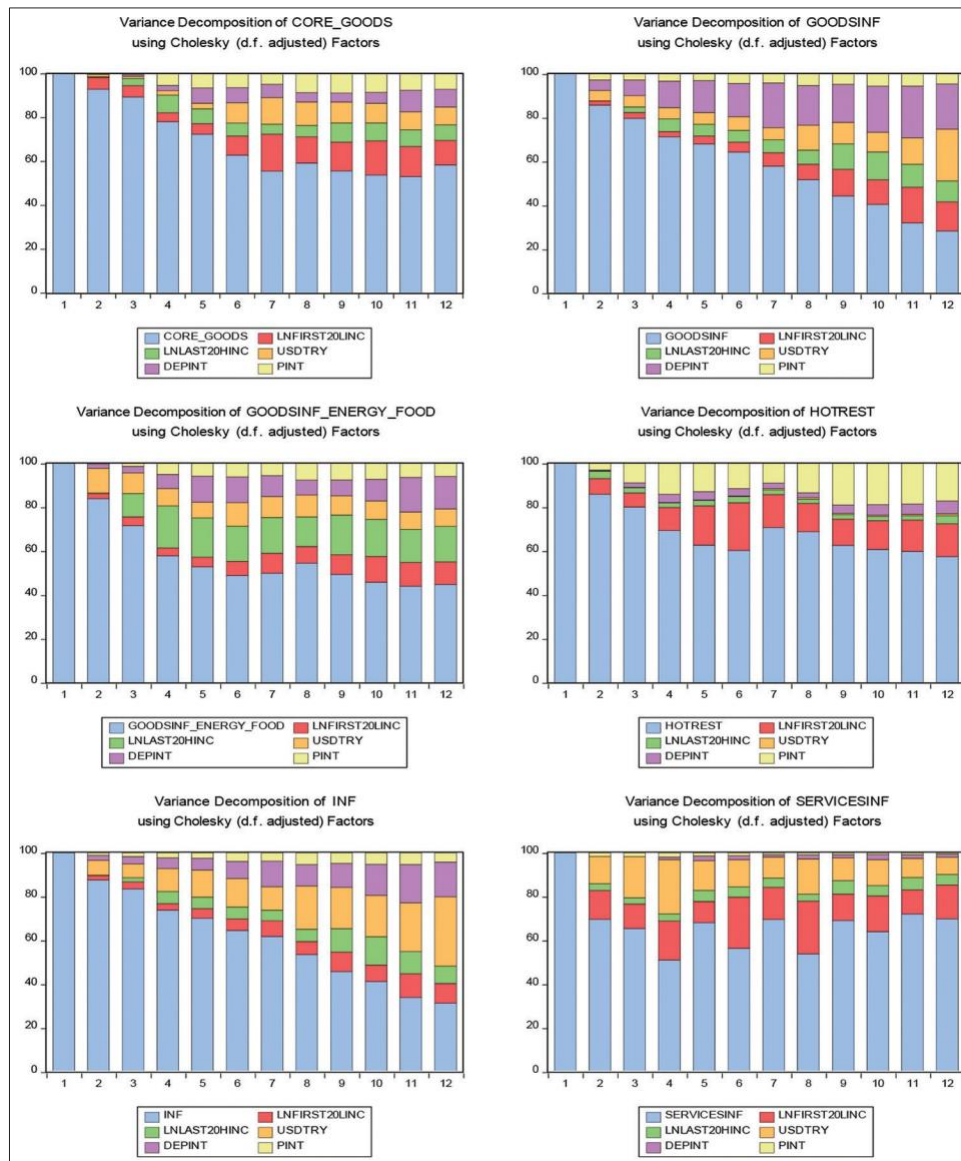 Variance Decomposition of CORE_GOODS
using Cholesky (d.f. adjusted) Factors
100
80
60
40
20
0
1 2 3 4 5 6 7 8 9 10 11 12
CORE_GOODS LNFIRST20LINC
LNLAST20HINC USDTRY
DEPINT PINT
Variance Decomposition of GOODSINF
using Cholesky (d.f. adjusted) Factors
100
80
60
40
20
0
1 2 3 4 5 6 7 8 9 10 11 12
GOODSINF LNFIRST20LINC
LNLAST20HINC USDTRY
DEPINT PINT
Variance Decomposition of GOODSINF_ENERGY_FOOD
using Cholesky (d.f. adjusted) Factors
100
80
60
40
20
0
1 2 3 4 5 6 7 8 9 10 11 12
GOODSINF_ENERGY_FOOD LNFIRST20LINC
LNLAST20HINC USDTRY
DEPINT PINT
Variance Decomposition of HOTREST
using Cholesky (d.f. adjusted) Factors
100
80
60
40
20
0
1 2 3 4 5 6 7 8 9 10 11 12
HOTREST LNFIRST20LINC
LNLAST20HINC USDTRY
DEPINT PINT
Variance Decomposition of INF
using Cholesky (d.f. adjusted) Factors
100
80
60
40
20
0
1 2 3 4 5 6 7 8 9 10 11 12
INF LNFIRST20LINC
LNLAST20HINC USDTRY
DEPINT PINT
Variance Decomposition of SERVICESINF
using Cholesky (d.f. adjusted) Factors
100
80
60
40
20
0
1 2 3 4 5 6 7 8 9 10 11 12
SERVICESINF LNFIRST20LINC
LNLAST20HINC USDTRY
DEPINT PINT